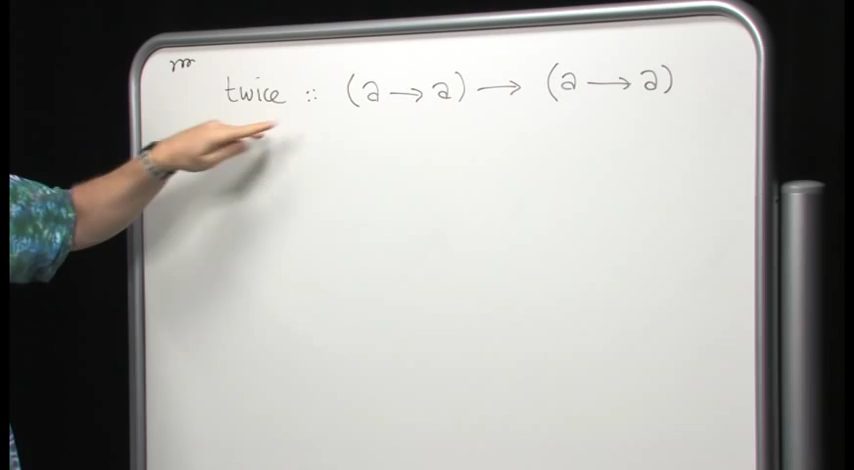 twice :: (a → a) → (a → a)